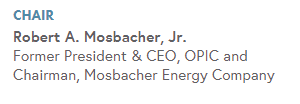 CHAIR
Robert A. Mosbacher, Jr.
Former President & CEO, OPIC and
Chairman, Mosbacher Energy Company